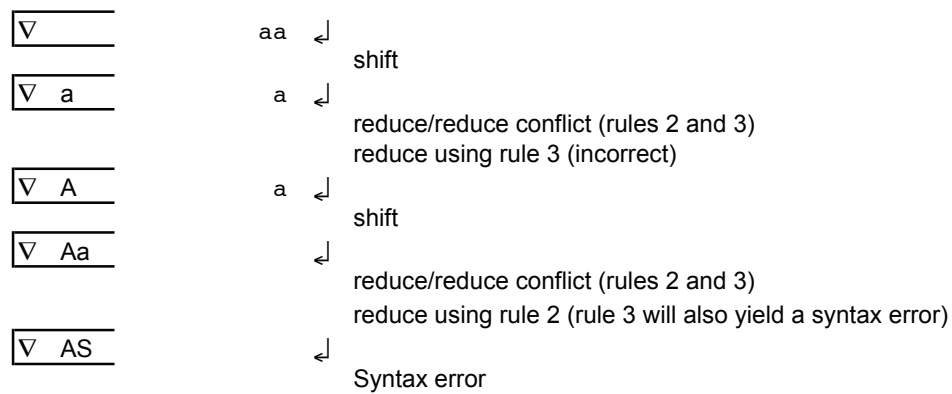 ∇ aa ↵
shift
∇ a a ↵
reduce/reduce conflict (rules 2 and 3)
reduce using rule 3 (incorrect)
∇ A a ↵
shift
∇ Aa ↵
reduce/reduce conflict (rules 2 and 3)
reduce using rule 2 (rule 3 will also yield a syntax error)
∇ AS ↵
Syntax error